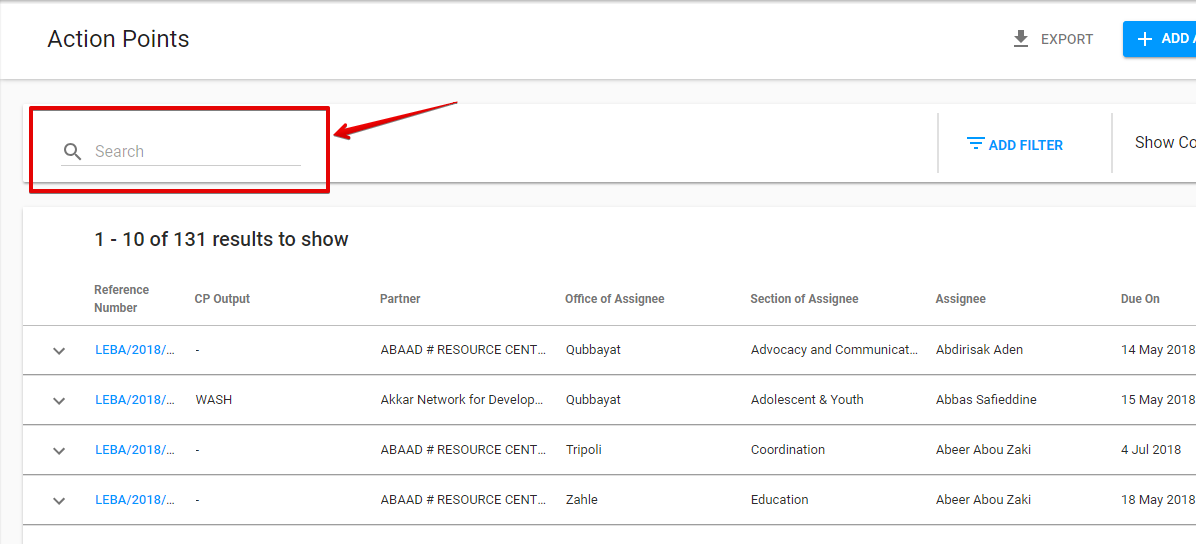 Action Points
EXPORT
ADD
Search
ADD FILTER
Show Co
1 - 10 of 131 results to show
Reference Number CP Output Partner Office of Assignee Section of Assignee Assignee Due On
LEBA/2018/... - ABAAD # RESOURCE CENT... Qubbayat Advocacy and Communicat... Abdirisak Aden 14 May 2018
LEBA/2018/... WASH Akkar Network for Develop... Qubbayat Adolescent & Youth Abbas Safieddine 15 May 2018
LEBA/2018/... - ABAAD # RESOURCE CENT... Tripoli Coordination Abeer Abou Zaki 4 Jul 2018
LEBA/2018/... - ABAAD # RESOURCE CENT... Zahle Education Abeer Abou Zaki 18 May 2018